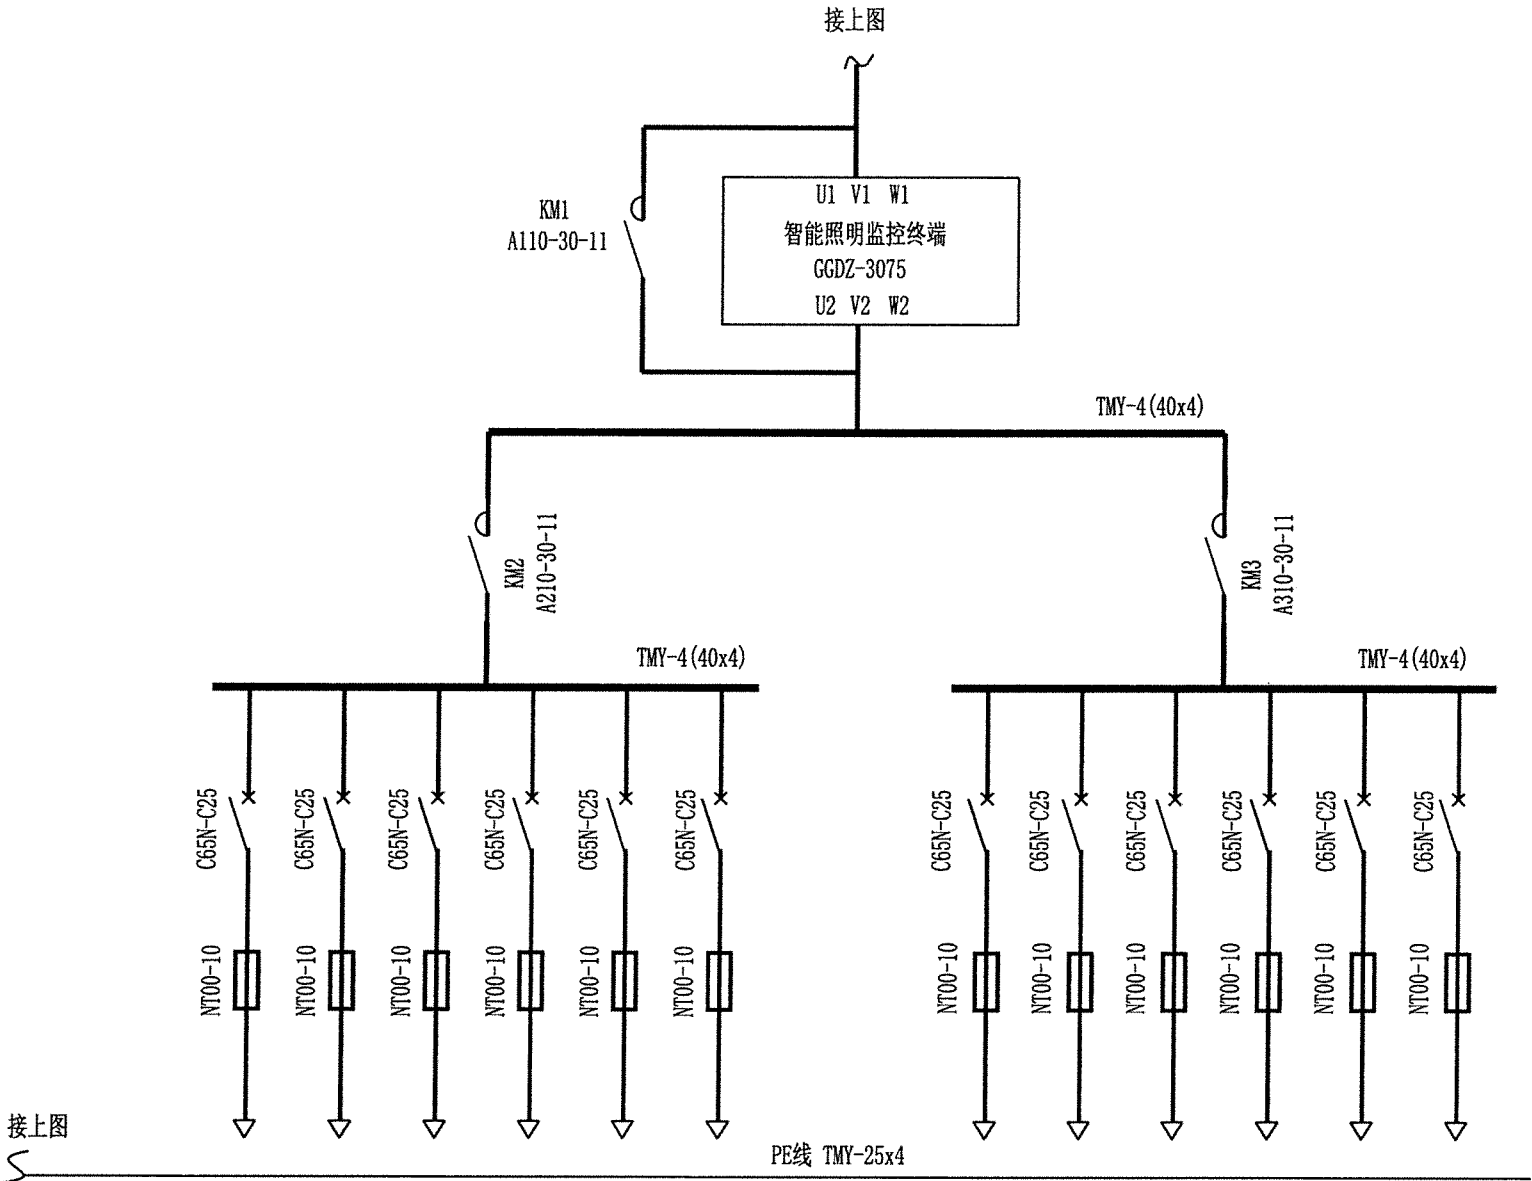 接上图
KM1
A110-30-11
U1 V1 W1
智能照明监控终端
GGDZ-3075
U2 V2 W2
TMY-4(40x4)
KM2
A210-30-11
KM3
A310-30-11
TMY-4(40x4)
TMY-4(40x4)
C65N-C25
C65N-C25
C65N-C25
C65N-C25
C65N-C25
C65N-C25
C65N-C25
C65N-C25
C65N-C25
C65N-C25
C65N-C25
C65N-C25
NT00-10
NT00-10
NT00-10
NT00-10
NT00-10
NT00-10
NT00-10
NT00-10
NT00-10
NT00-10
NT00-10
NT00-10
接上图
PE线 TMY-25x4